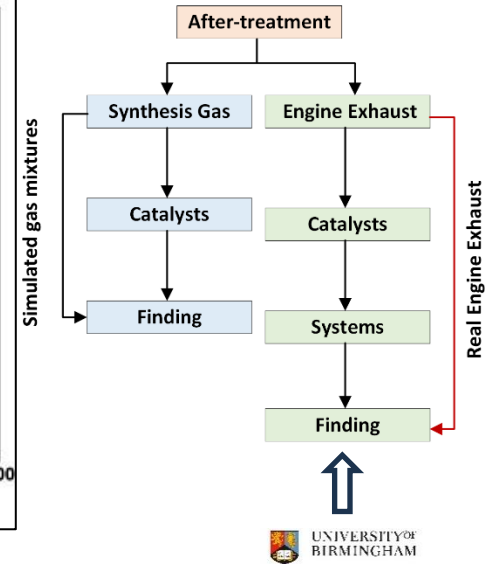 After-treatment
Synthesis Gas
Engine Exhaust
Simulated gas mixtures
Catalysts
Catalysts
Real Engine Exhaust
Finding
Systems
Finding
00
UNIVERSITY OF
BIRMINGHAM